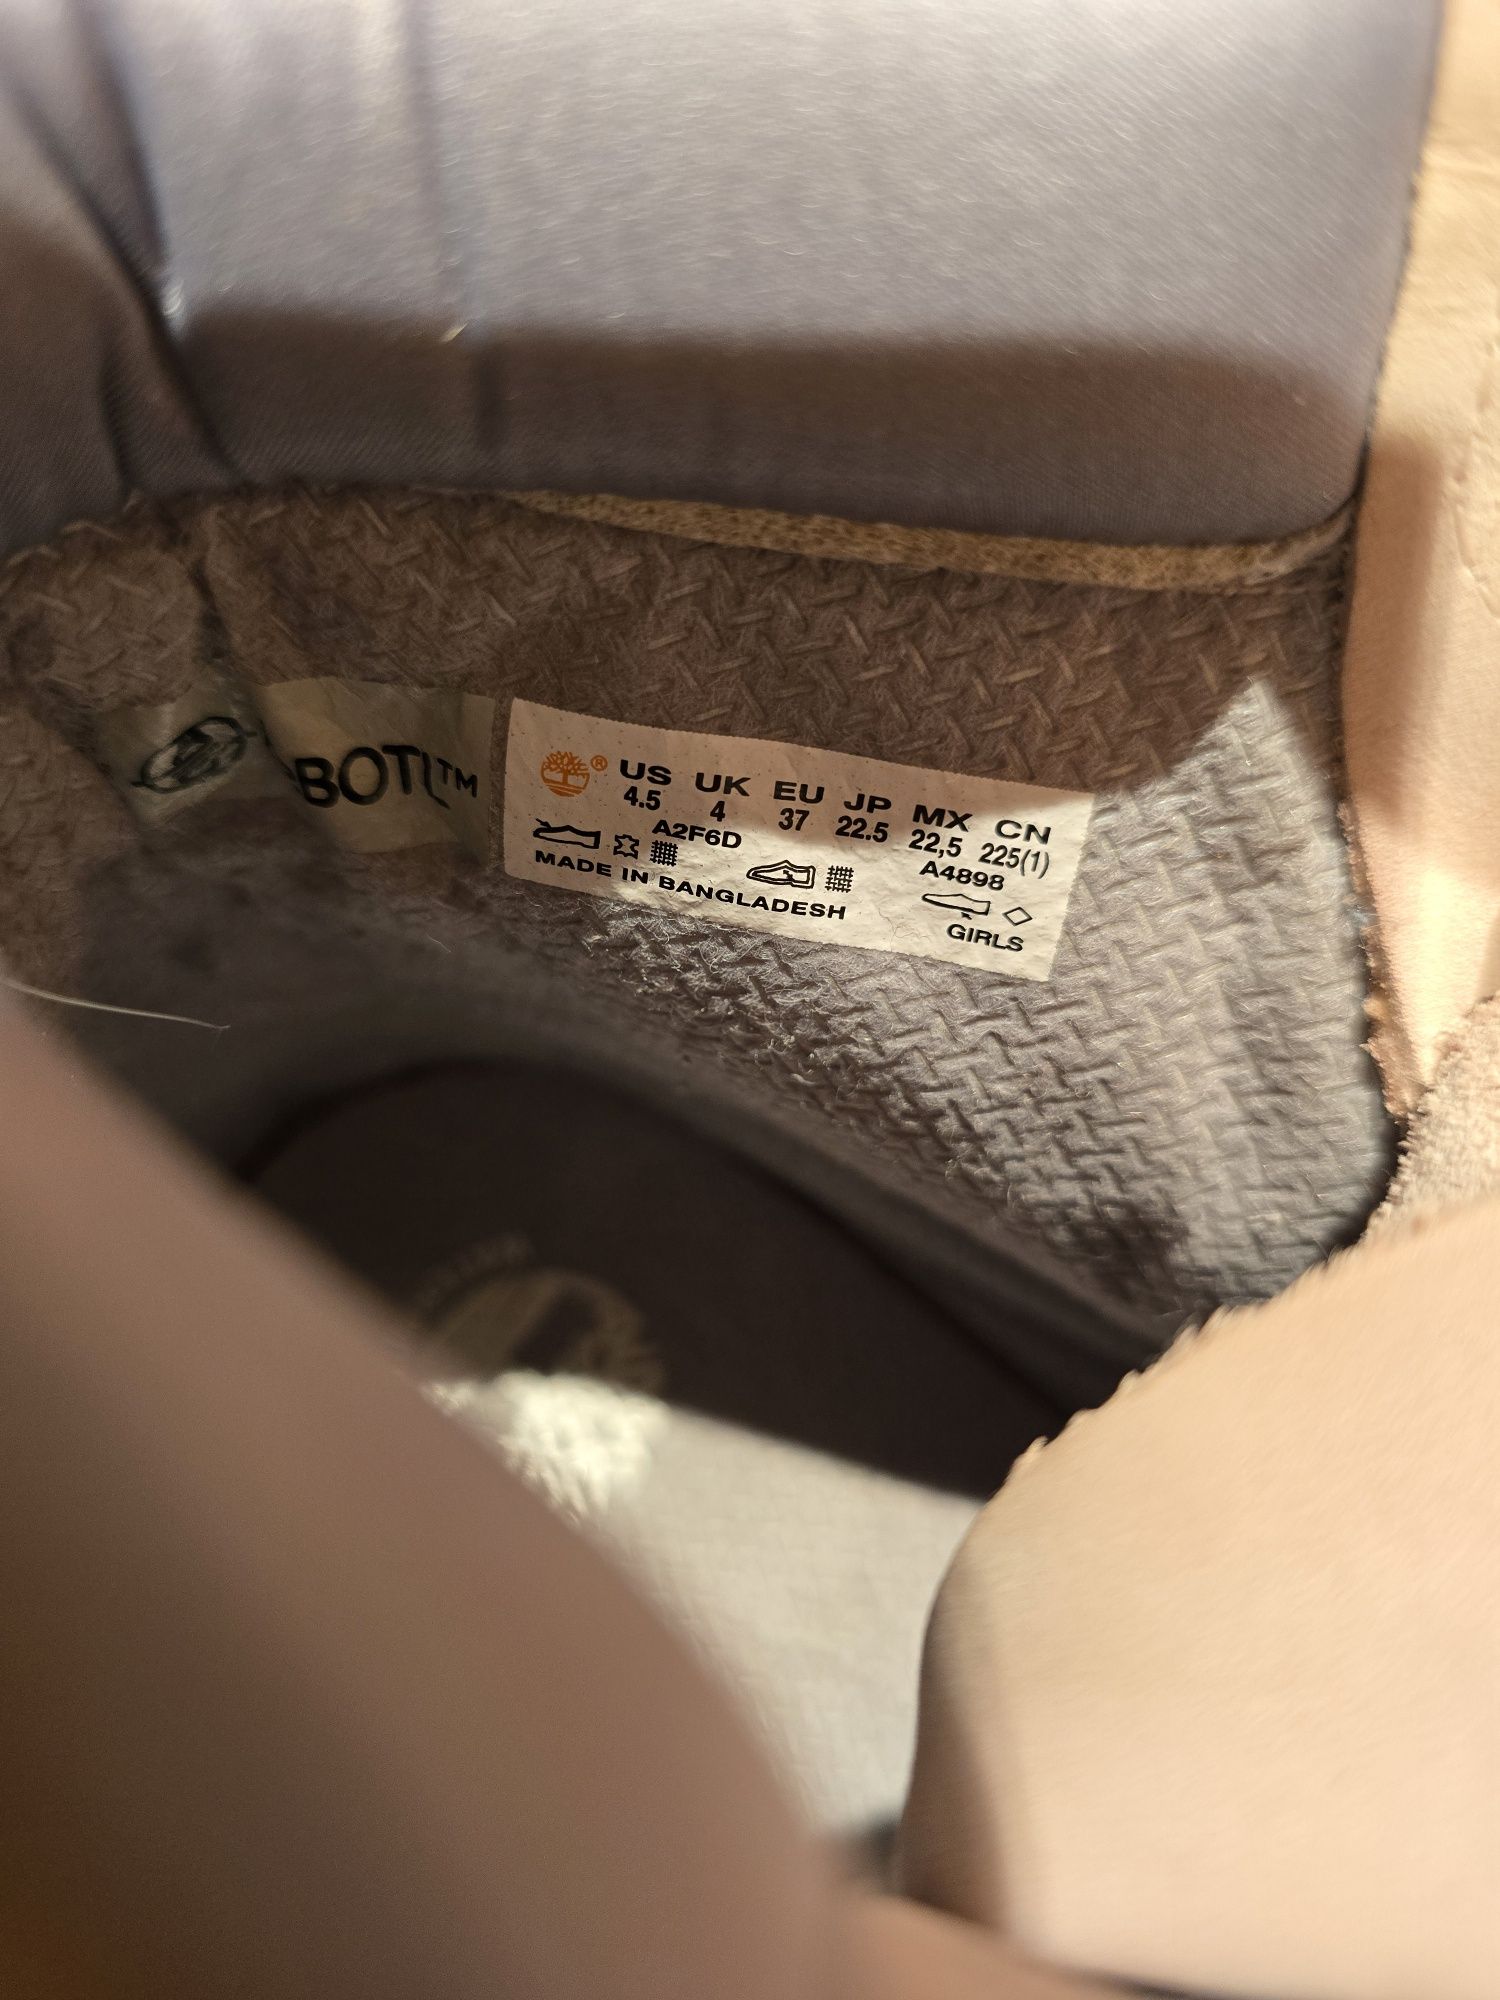 BOTL™
® US UK EU JP MX CN
4.5 4 37 22.5 22,5 225(1)
A2F6D A4898
MADE IN BANGLADESH
GIRLS